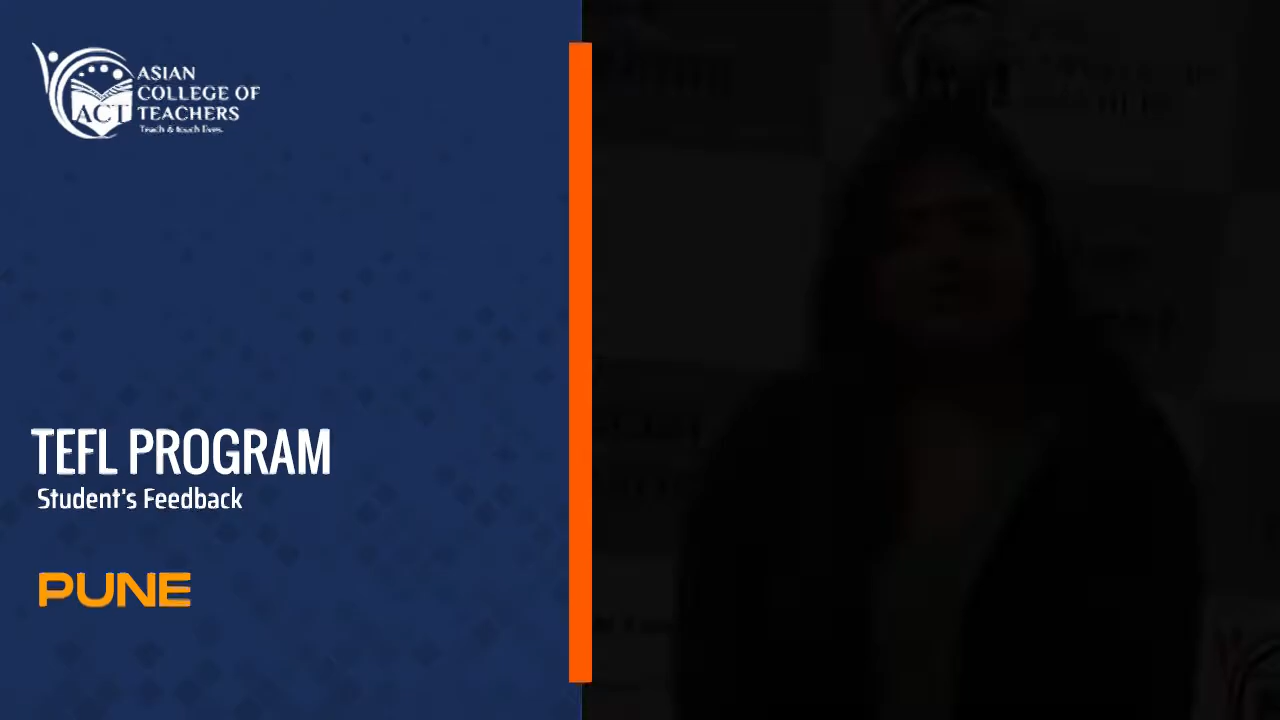 ASIAN
COLLEGE OF
ACT TEACHERS
Teach & touch lives.
TEFL PROGRAM
Student's Feedback
PUNE